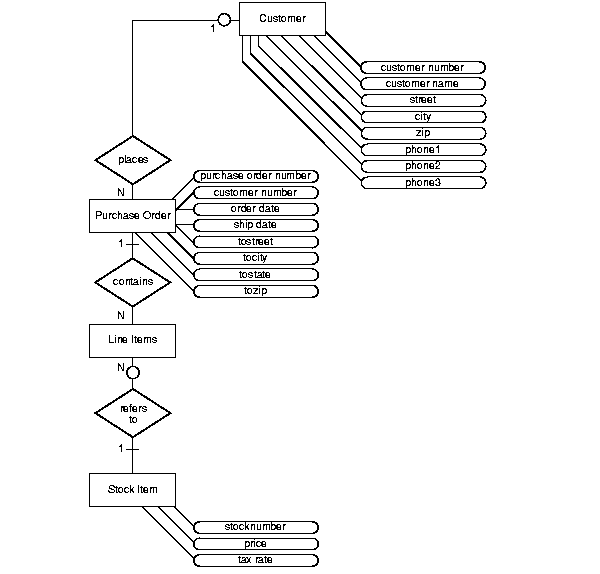 Customer
1
customer number
customer name
street
city
zip
phone1
phone2
phone3
places
N
purchase order number
customer number
order date
ship date
tostreet
tocity
tostate
tozip
Purchase Order
1
contains
N
Line Items
N
refers
to
1
Stock Item
stocknumber
price
tax rate